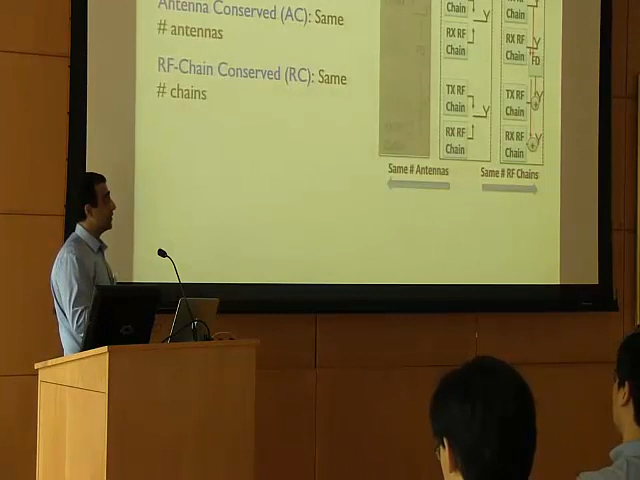 Antenna Conserved (AC): Same
# antennas
RF-Chain Conserved (RC): Same
# chains
Chain
RX RF
Chain
TX RF
Chain
RX RF
Chain
Chain
RX RF
Chain
FD
TX RF
Chain
RX RF
Chain
Same # Antennas
Same # RF Chains